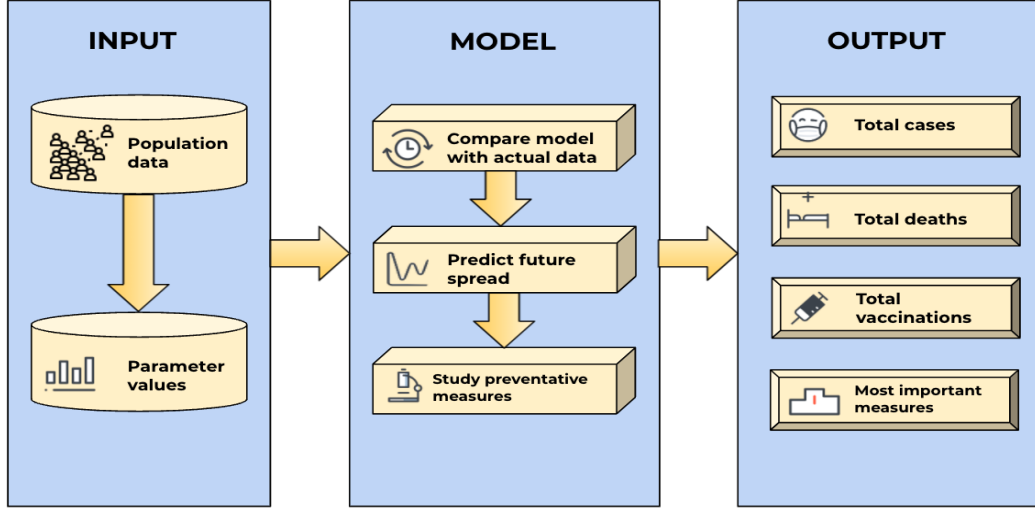 INPUT
Population
data
Parameter
values
MODEL
Compare model
with actual data
Predict future
spread
Study preventative
measures
OUTPUT
Total cases
Total deaths
Total
vaccinations
Most important
measures